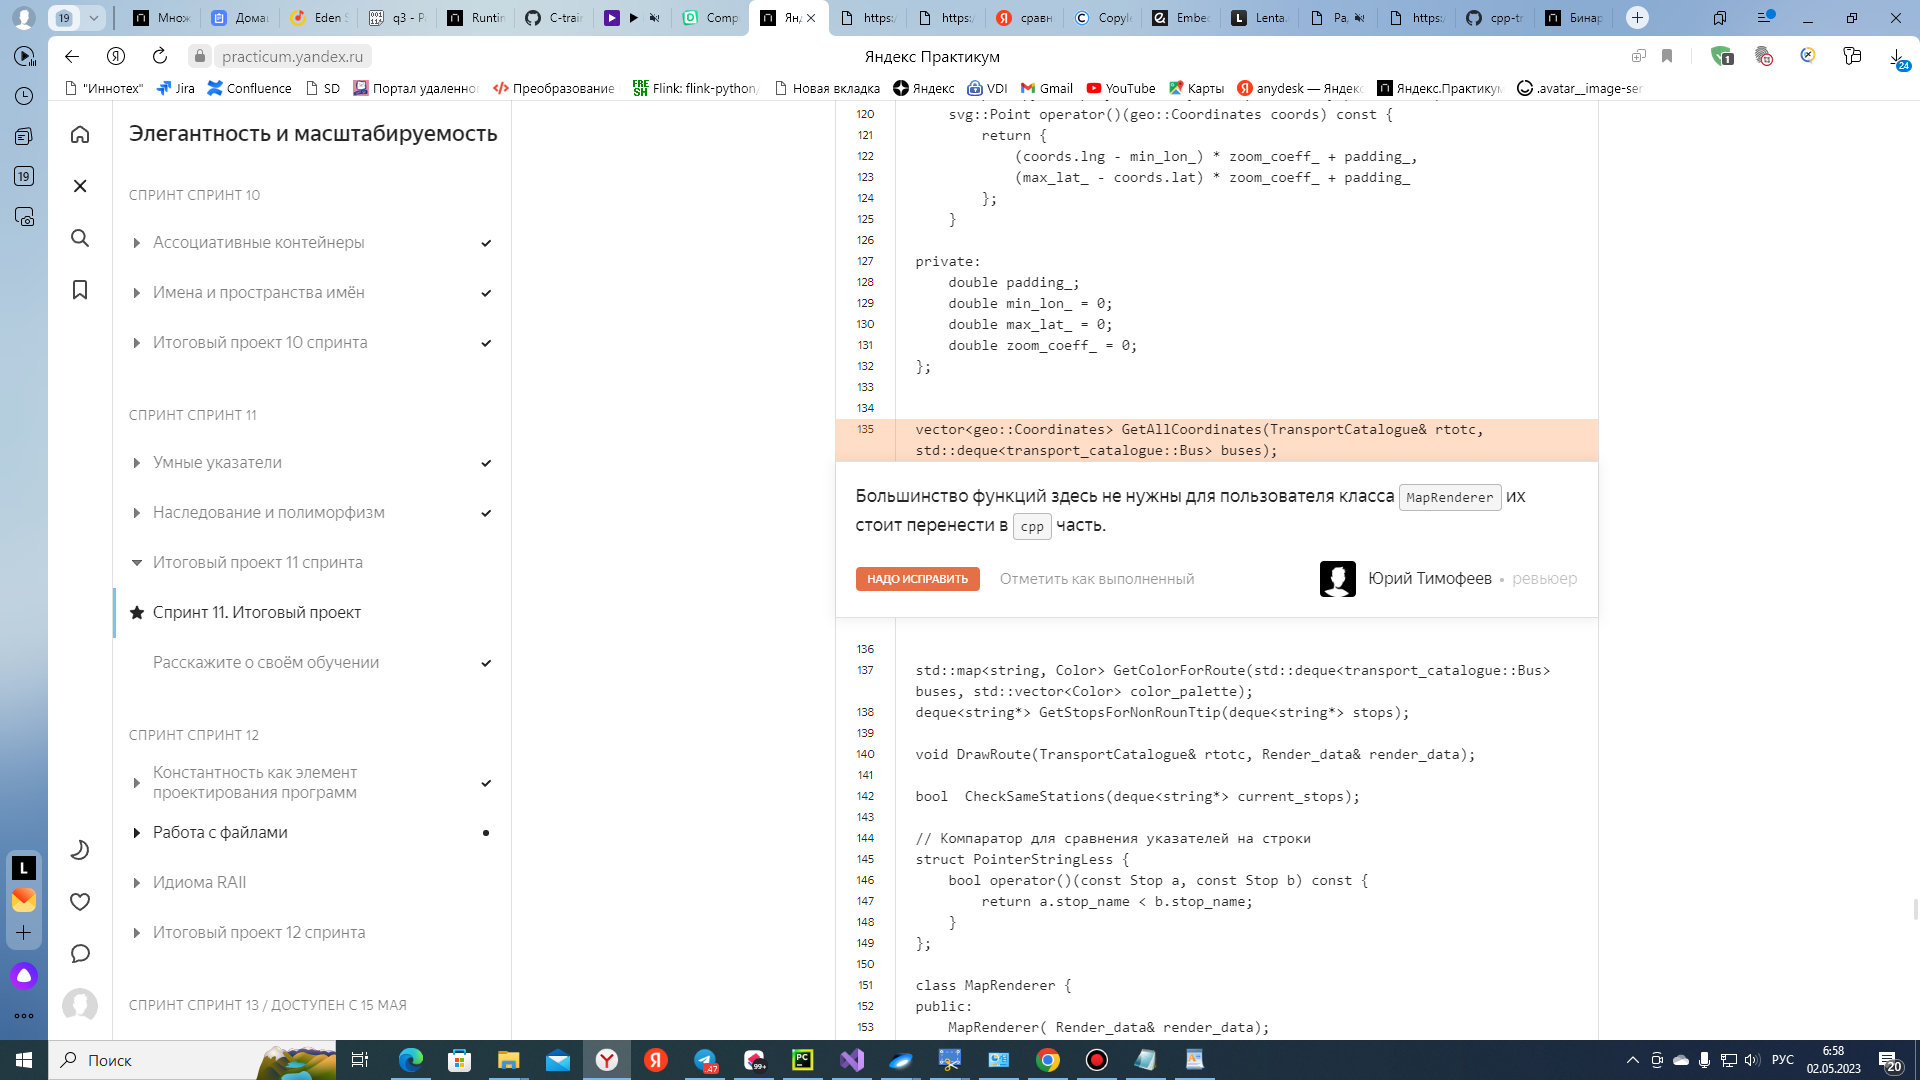 19
Множ
Домаш
Eden S
q3 - Ра
Runtin
C-train
Comp
Янд
https:/
https:/
сравн
Copyle
Embe
Lenta.
Ра,
https:/
cpp-tr
Бинар
practicum.yandex.ru
Яндекс Практикум
1
24
"Иннотех"
Jira
Confluence
SD
Портал удаленног
Преобразование
Flink: flink-python,
Новая вкладка
Яндекс
VDI
Gmail
YouTube
Карты
anydesk — Яндекс
Яндекс.Практикум
.avatar__image-ser
19
Элегантность и масштабируемость
СПРИНТ СПРИНТ 10
Ассоциативные контейнеры
Имена и пространства имён
Итоговый проект 10 спринта
СПРИНТ СПРИНТ 11
Умные указатели
Наследование и полиморфизм
Итоговый проект 11 спринта
Спринт 11. Итоговый проект
Расскажите о своём обучении
СПРИНТ СПРИНТ 12
Константность как элемент
проектирования программ
Работа с файлами
Идиома RAII
Итоговый проект 12 спринта
СПРИНТ СПРИНТ 13 / ДОСТУПЕН С 15 МАЯ
120 svg::Point operator()(geo::Coordinates coords) const {
121 return {
122 (coords.lng - min_lon_) * zoom_coeff_ + padding_,
123 (max_lat_ - coords.lat) * zoom_coeff_ + padding_
124 };
125 }
126
127 private:
128 double padding_;
129 double min_lon_ = 0;
130 double max_lat_ = 0;
131 double zoom_coeff_ = 0;
132 };
133
134
135 vector<geo::Coordinates> GetAllCoordinates(TransportCatalogue& rtotc,
std::deque<transport_catalogue::Bus> buses);
Большинство функций здесь не нужны для пользователя класса MapRenderer их
стоит перенести в cpp часть.
НАДО ИСПРАВИТЬ
Отметить как выполненный
Юрий Тимофеев • ревьюер
136
137 std::map<string, Color> GetColorForRoute(std::deque<transport_catalogue::Bus>
buses, std::vector<Color> color_palette);
138 deque<string*> GetStopsForNonRounTtip(deque<string*> stops);
139
140 void DrawRoute(TransportCatalogue& rtotc, Render_data& render_data);
141
142 bool  CheckSameStations(deque<string*> current_stops);
143
144 // Компаратор для сравнения указателей на строки
145 struct PointerStringLess {
146 bool operator()(const Stop a, const Stop b) const {
147 return a.stop_name < b.stop_name;
148 }
149 };
150
151 class MapRenderer {
152 public:
153 MapRenderer( Render_data& render_data);
L
Поиск
47
99+
РУС
6:58
02.05.2023
20